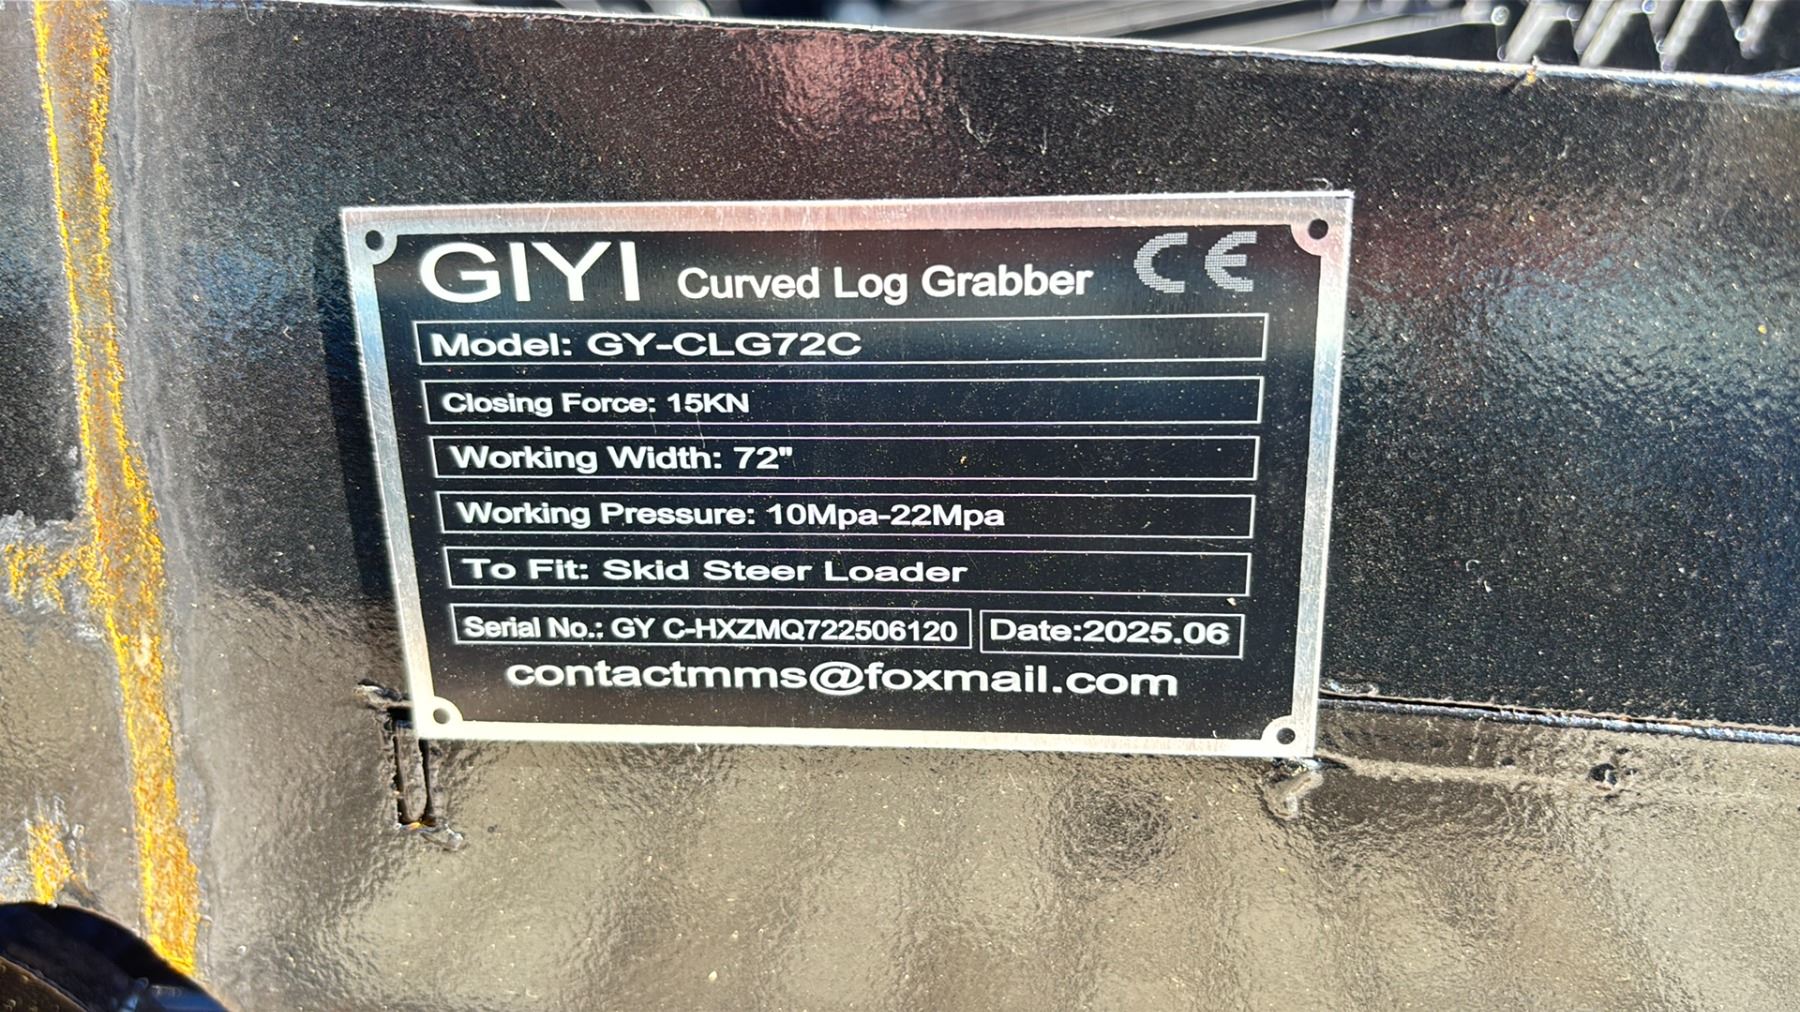 GIYI Curved Log Grabber CE
Model: GY-CLG72C
Closing Force: 15KN
Working Width: 72"
Working Pressure: 10Mpa-22Mpa
To Fit: Skid Steer Loader
Serial No.: GY C-HXZMQ722506120 Date:2025.06
contactmms@foxmail.com